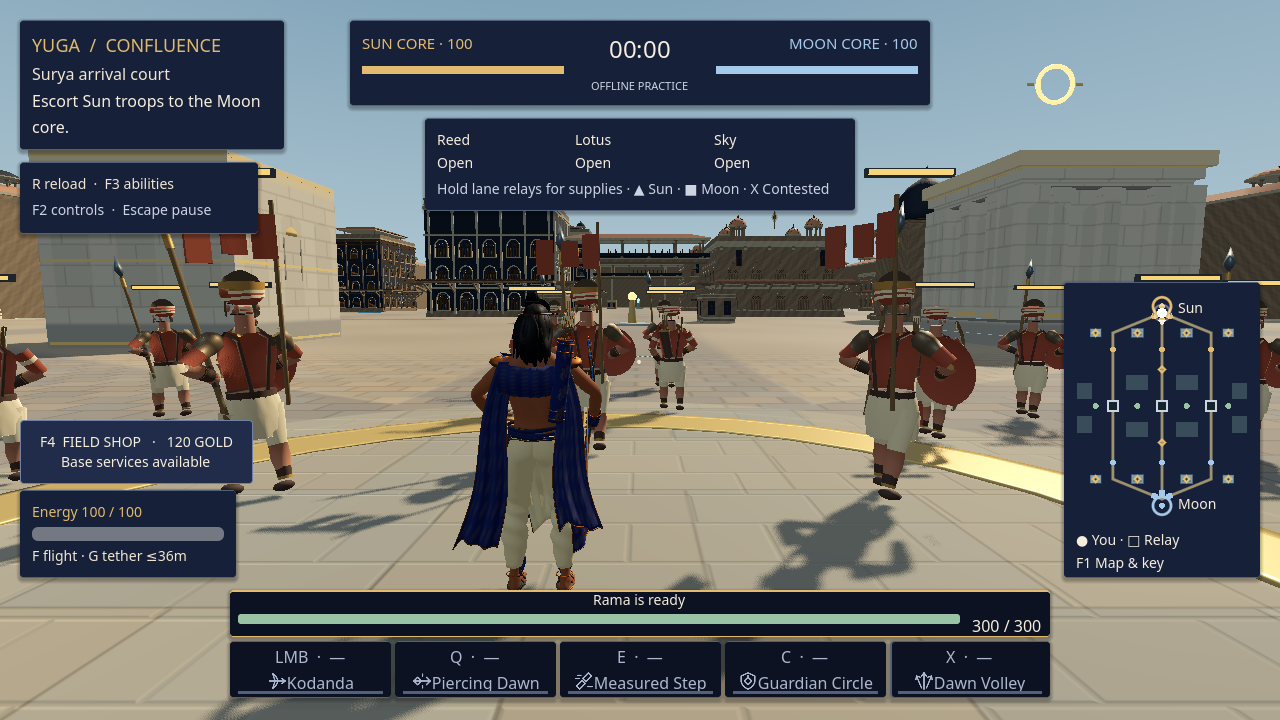 YUGA / CONFLUENCE
Surya arrival court
Escort Sun troops to the Moon
core.
R reload · F3 abilities
F2 controls · Escape pause
SUN CORE · 100
00:00
MOON CORE · 100
OFFLINE PRACTICE
Reed Lotus Sky
Open Open Open
Hold lane relays for supplies · ▲ Sun · ■ Moon · X Contested
F4 FIELD SHOP · 120 GOLD
Base services available
Energy 100 / 100
F flight · G tether ≤36m
Sun
Moon
● You · □ Relay
F1 Map & key
Rama is ready
300 / 300
LMB · —
Kodanda
Q · —
Piercing Dawn
E · —
Measured Step
C · —
Guardian Circle
X · —
Dawn Volley